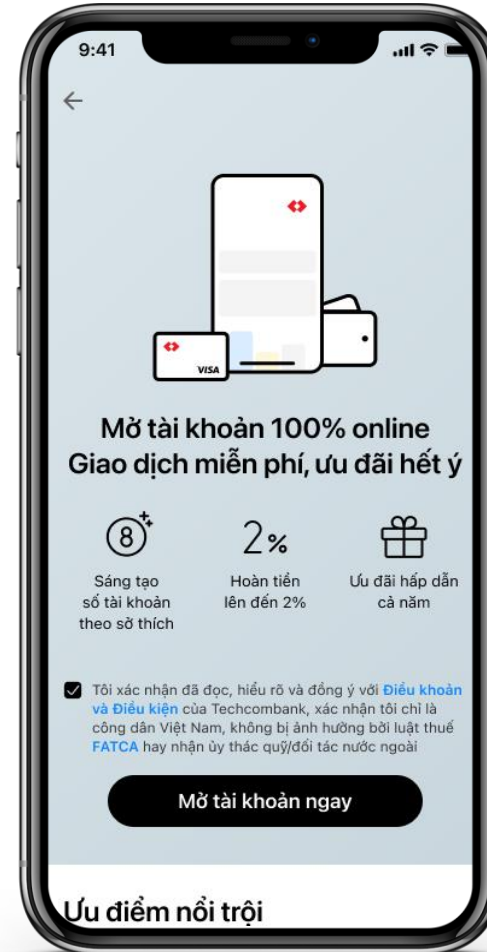 9:41
VISA
Mở tài khoản 100% online
Giao dịch miễn phí, ưu đãi hết ý
8
2%
Sáng tạo
số tài khoản
theo sở thích
Hoàn tiền
lên đến 2%
Ưu đãi hấp dẫn
cả năm
Tôi xác nhận đã đọc, hiểu rõ và đồng ý với Điều khoản
và Điều kiện của Techcombank, xác nhận tôi chỉ là
công dân Việt Nam, không bị ảnh hưởng bởi luật thuế
FATCA hay nhận ủy thác quỹ/đối tác nước ngoài
Mở tài khoản ngay
Ưu điểm nổi trội